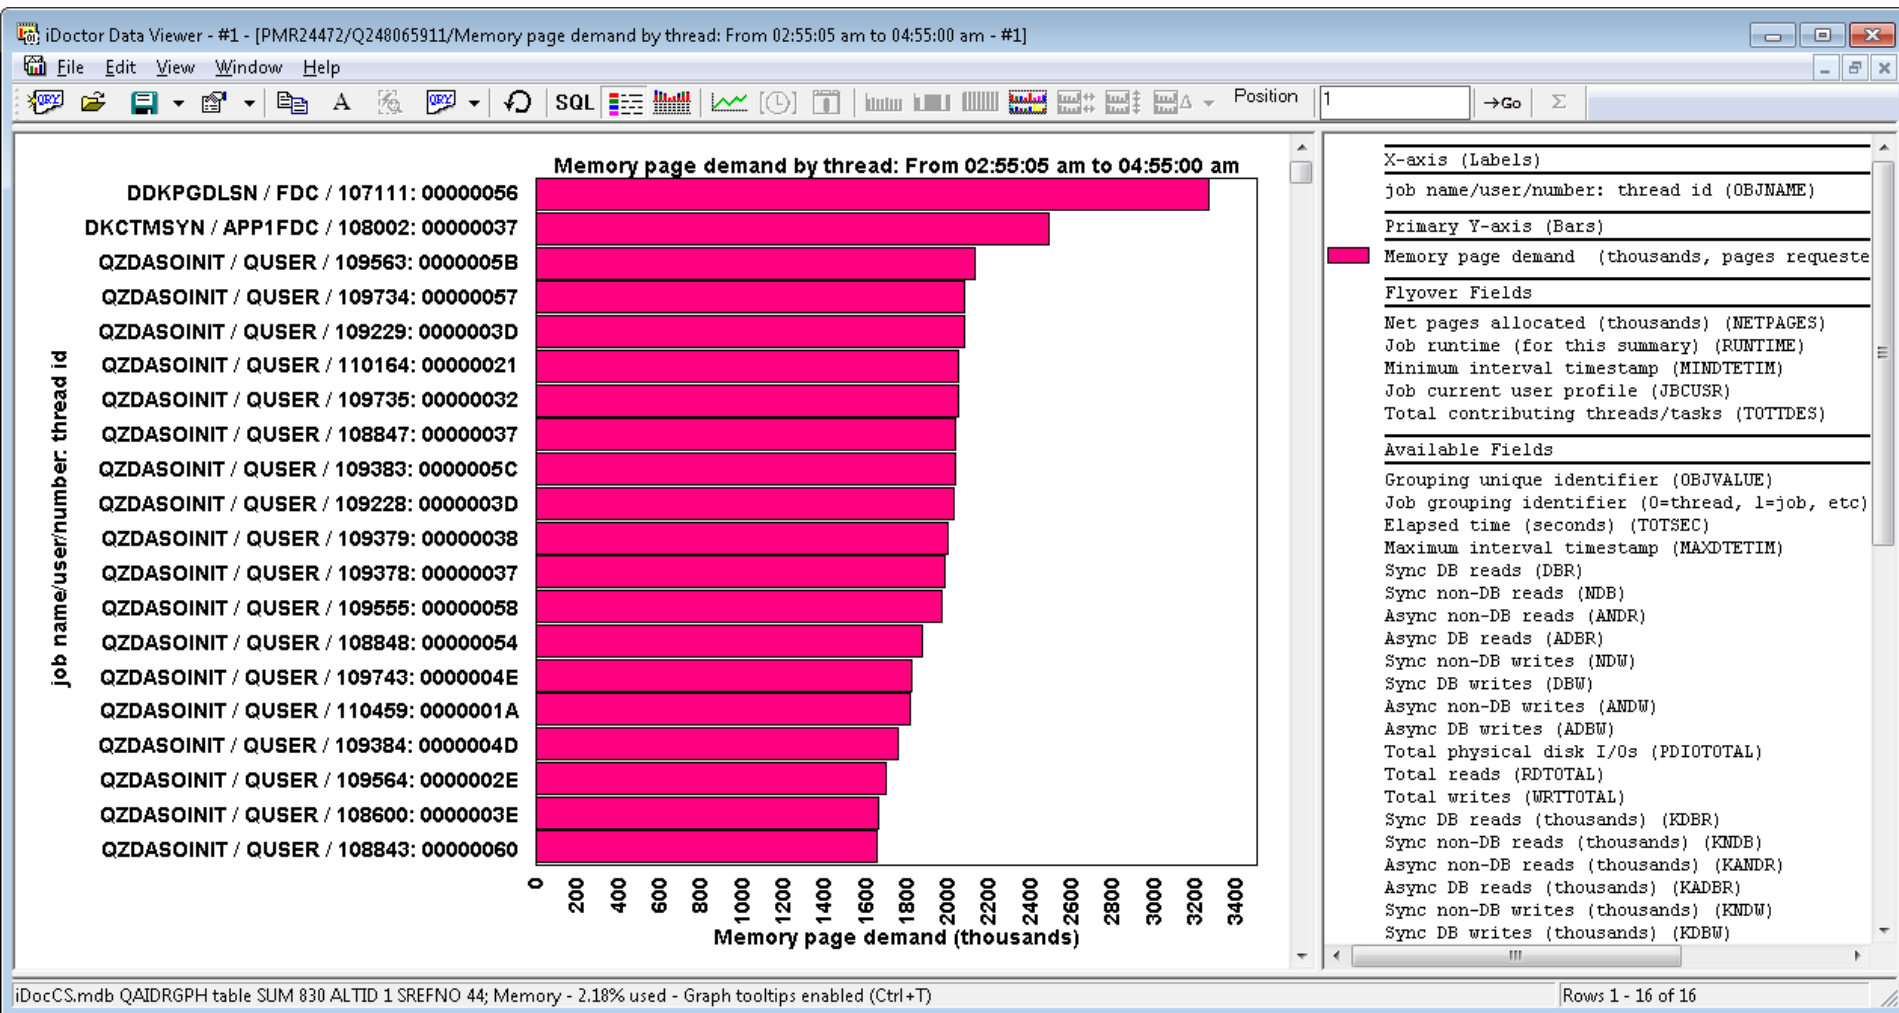 iDoctor Data Viewer - #1 - [PMR24472/Q248065911/Memory page demand by thread: From 02:55:05 am to 04:55:00 am - #1]
File Edit View Window Help
QRY A QRY SQL Position 1 →Go Σ
Memory page demand by thread: From 02:55:05 am to 04:55:00 am
job name/user/number: thread id
DDKPGDLSN / FDC / 107111: 00000056
DKCTMSYN / APP1FDC / 108002: 00000037
QZDASOINIT / QUSER / 109563: 0000005B
QZDASOINIT / QUSER / 109734: 00000057
QZDASOINIT / QUSER / 109229: 0000003D
QZDASOINIT / QUSER / 110164: 00000021
QZDASOINIT / QUSER / 109735: 00000032
QZDASOINIT / QUSER / 108847: 00000037
QZDASOINIT / QUSER / 109383: 0000005C
QZDASOINIT / QUSER / 109228: 0000003D
QZDASOINIT / QUSER / 109379: 00000038
QZDASOINIT / QUSER / 109378: 00000037
QZDASOINIT / QUSER / 109555: 00000058
QZDASOINIT / QUSER / 108848: 00000054
QZDASOINIT / QUSER / 109743: 0000004E
QZDASOINIT / QUSER / 110459: 0000001A
QZDASOINIT / QUSER / 109384: 0000004D
QZDASOINIT / QUSER / 109564: 0000002E
QZDASOINIT / QUSER / 108600: 0000003E
QZDASOINIT / QUSER / 108843: 00000060
0 200 400 600 800 1000 1200 1400 1600 1800 2000 2200 2400 2600 2800 3000 3200 3400
Memory page demand (thousands)
X-axis (Labels)
job name/user/number: thread id (OBJNAME)
Primary Y-axis (Bars)
Memory page demand (thousands, pages requeste
Flyover Fields
Net pages allocated (thousands) (NETPAGES)
Job runtime (for this summary) (RUNTIME)
Minimum interval timestamp (MINDTETIM)
Job current user profile (JBCUSR)
Total contributing threads/tasks (TOTTDES)
Available Fields
Grouping unique identifier (OBJVALUE)
Job grouping identifier (0=thread, 1=job, etc)
Elapsed time (seconds) (TOTSEC)
Maximum interval timestamp (MAXDTETIM)
Sync DB reads (DBR)
Sync non-DB reads (NDB)
Async non-DB reads (ANDR)
Async DB reads (ADBR)
Sync non-DB writes (NDW)
Sync DB writes (DBW)
Async non-DB writes (ANDW)
Async DB writes (ADBW)
Total physical disk I/Os (PDIOTOTAL)
Total reads (RDTOTAL)
Total writes (WRTTOTAL)
Sync DB reads (thousands) (KDBR)
Sync non-DB reads (thousands) (KNDB)
Async non-DB reads (thousands) (KANDR)
Async DB reads (thousands) (KADBR)
Sync non-DB writes (thousands) (KNDW)
Sync DB writes (thousands) (KDBW)
iDocCS.mdb QAIDRGPH table SUM 830 ALTID 1 SREFNO 44; Memory - 2.18% used - Graph tooltips enabled (Ctrl+T)
Rows 1 - 16 of 16